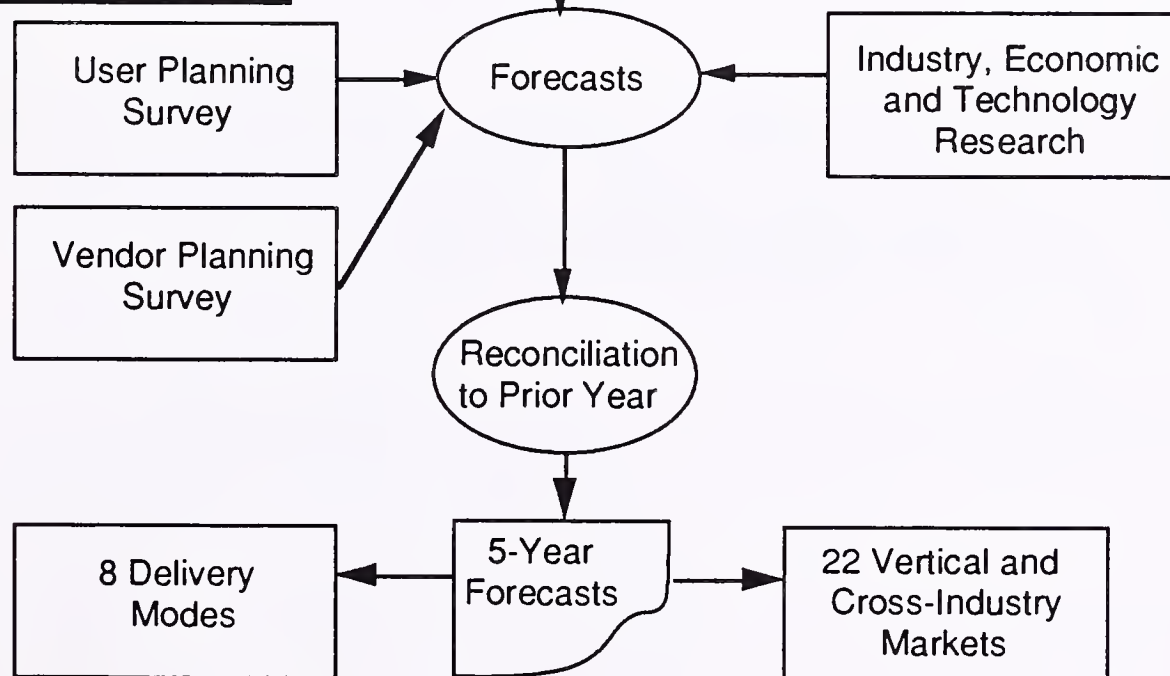 User Planning
Survey
Forecasts
Industry, Economic
and Technology
Research
Vendor Planning
Survey
Reconciliation
to Prior Year
8 Delivery
Modes
5-Year
Forecasts
22 Vertical and
Cross-Industry
Markets